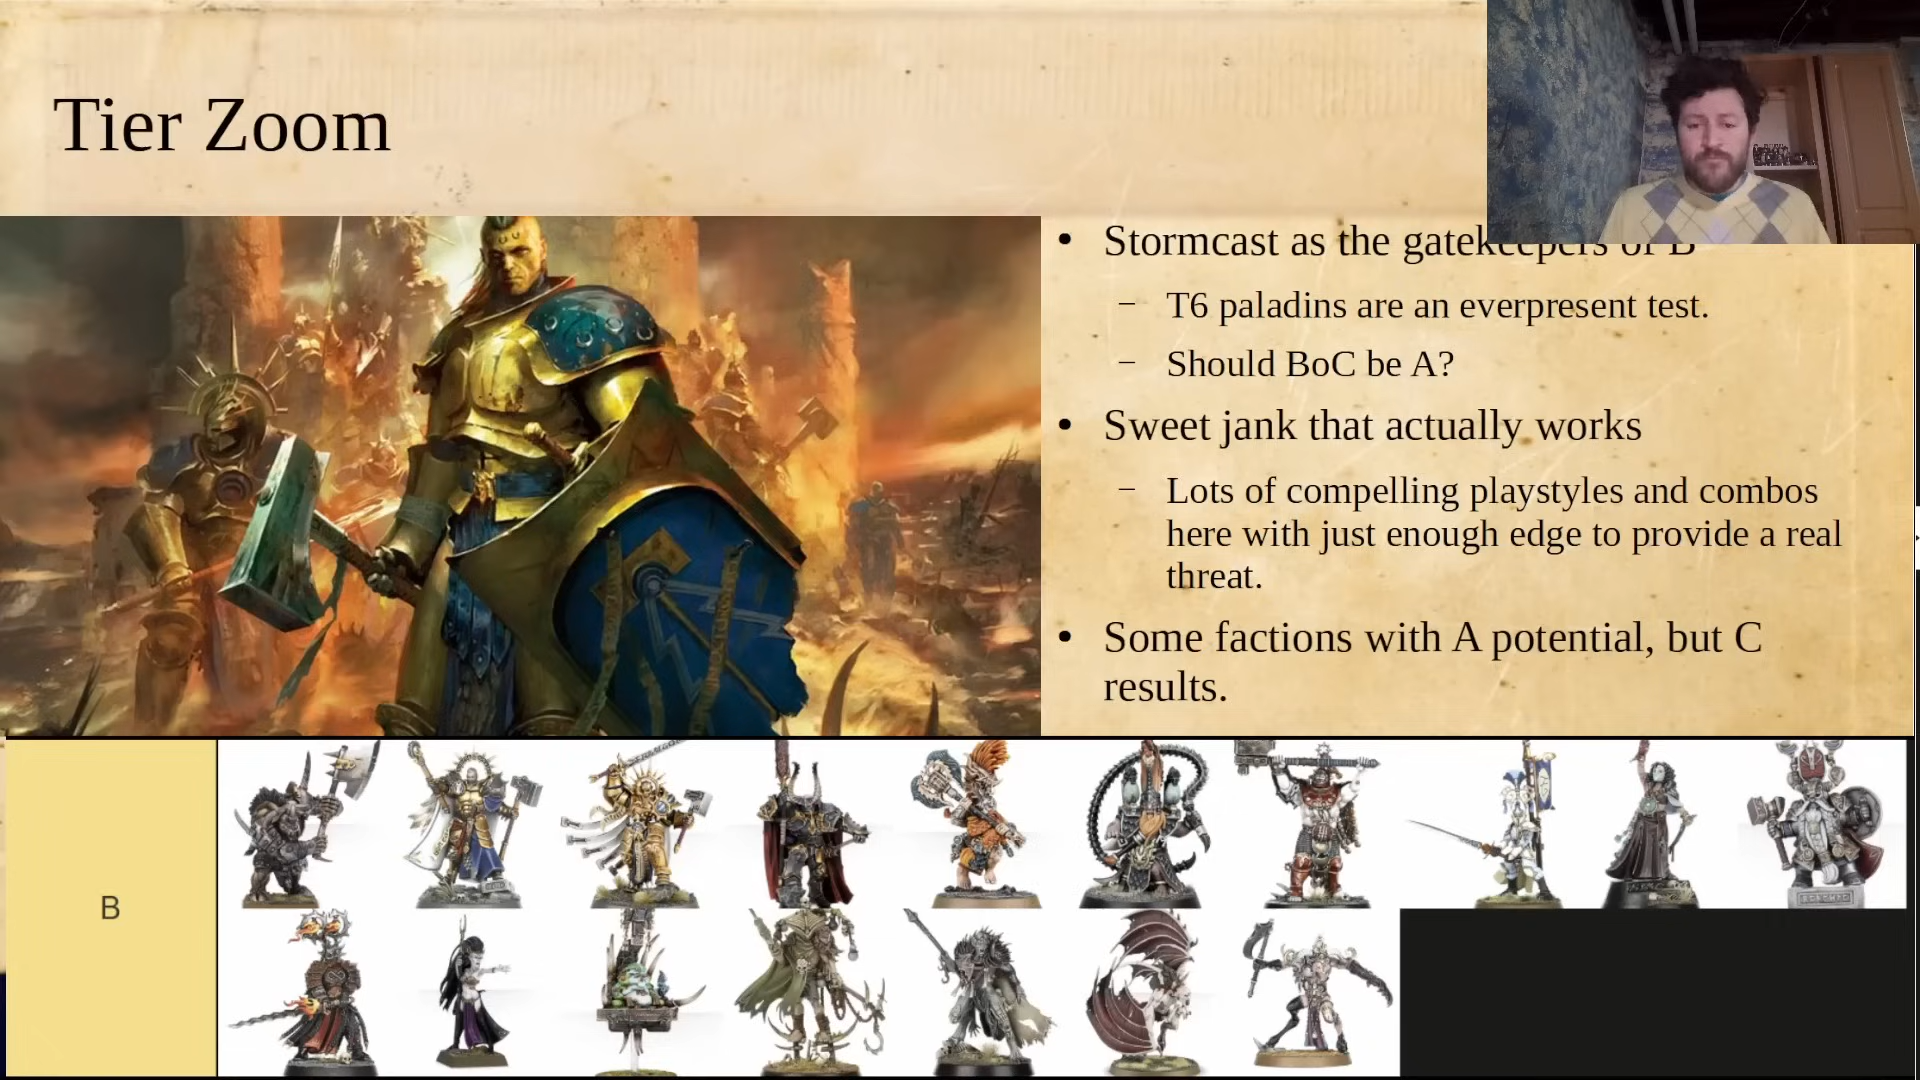 Tier Zoom
• Stormcast as the gatekeepers of B
– T6 paladins are an everpresent test.
– Should BoC be A?
• Sweet jank that actually works
– Lots of compelling playstyles and combos
here with just enough edge to provide a real
threat.
• Some factions with A potential, but C
results.
B